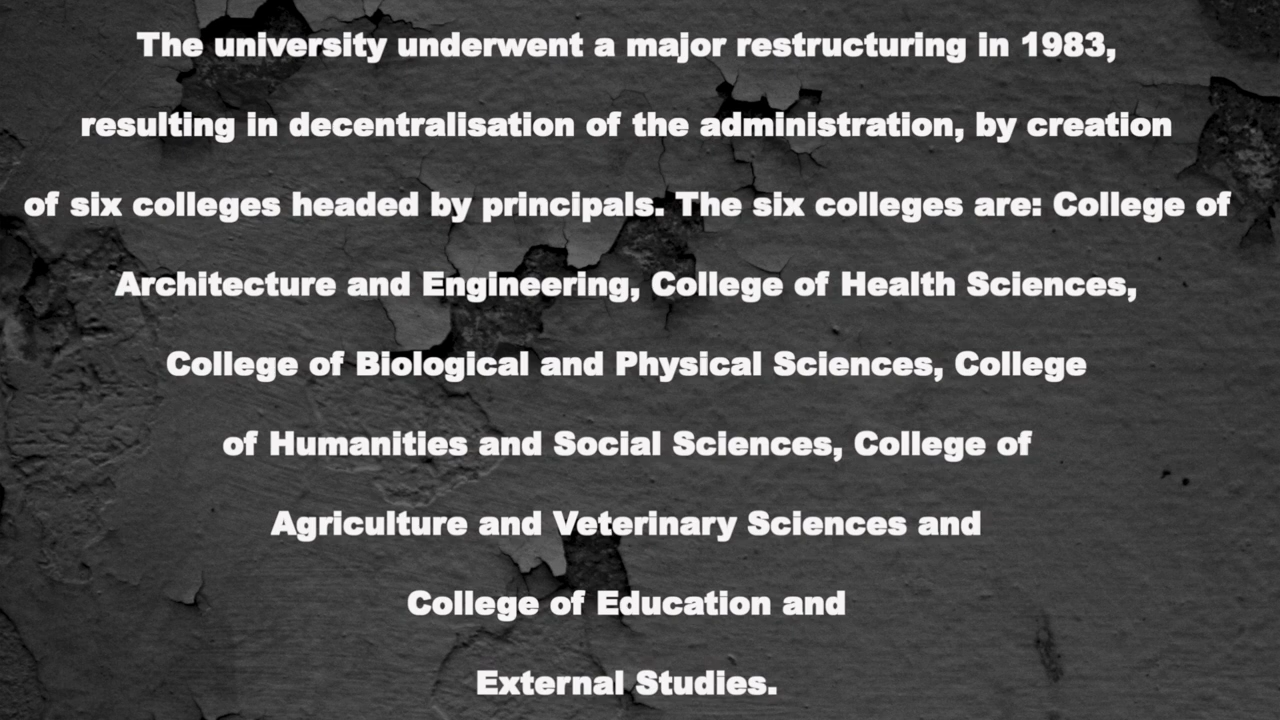 The university underwent a major restructuring in 1983,
resulting in decentralisation of the administration, by creation
of six colleges headed by principals. The six colleges are: College of
Architecture and Engineering, College of Health Sciences,
College of Biological and Physical Sciences, College
of Humanities and Social Sciences, College of
Agriculture and Veterinary Sciences and
College of Education and
External Studies.